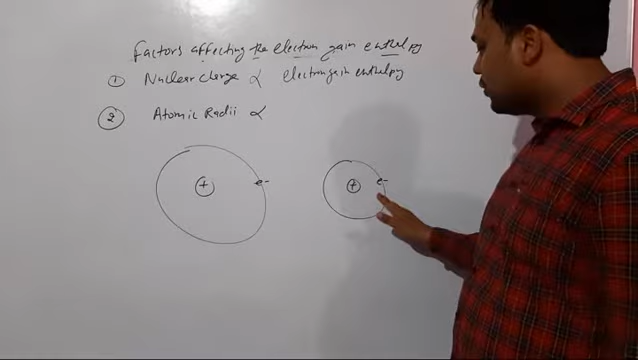 factors affecting the electron gain enthalpy
① Nuclear charge ∝ electron gain enthalpy
② Atomic Radii ∝
+ e-
+ e-